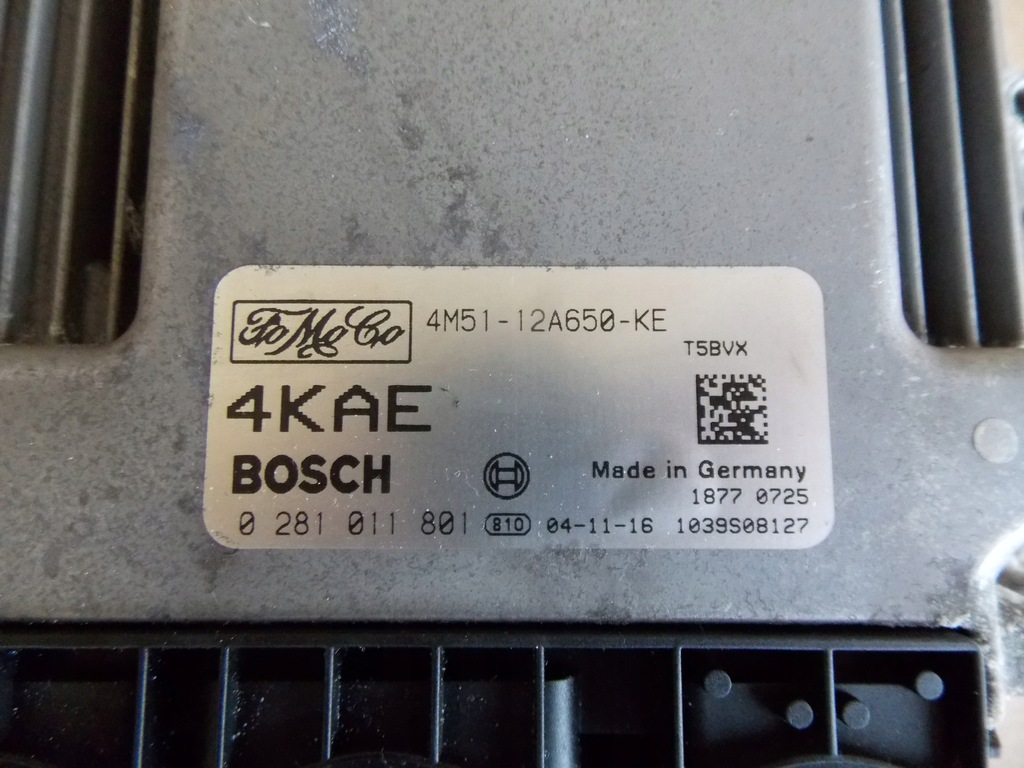 FoMoCo 4M51-12A650-KE
T5BVX
4KAE
BOSCH Made in Germany
1877 0725
0 281 011 801 810 04-11-16 1039S08127